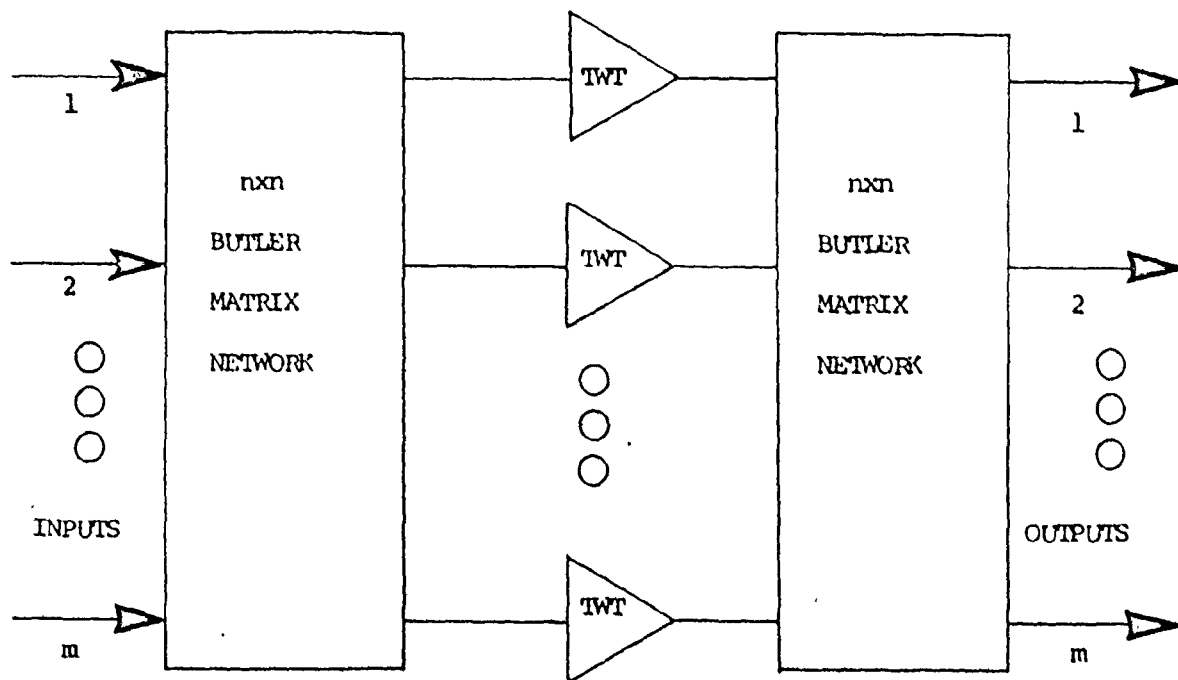 TWT
1
1
nxn
nxn
BUTLER
BUTLER
TWT
2
2
MATRIX
MATRIX
NETWORK
NETWORK
INPUTS
OUTPUTS
TWT
m
m